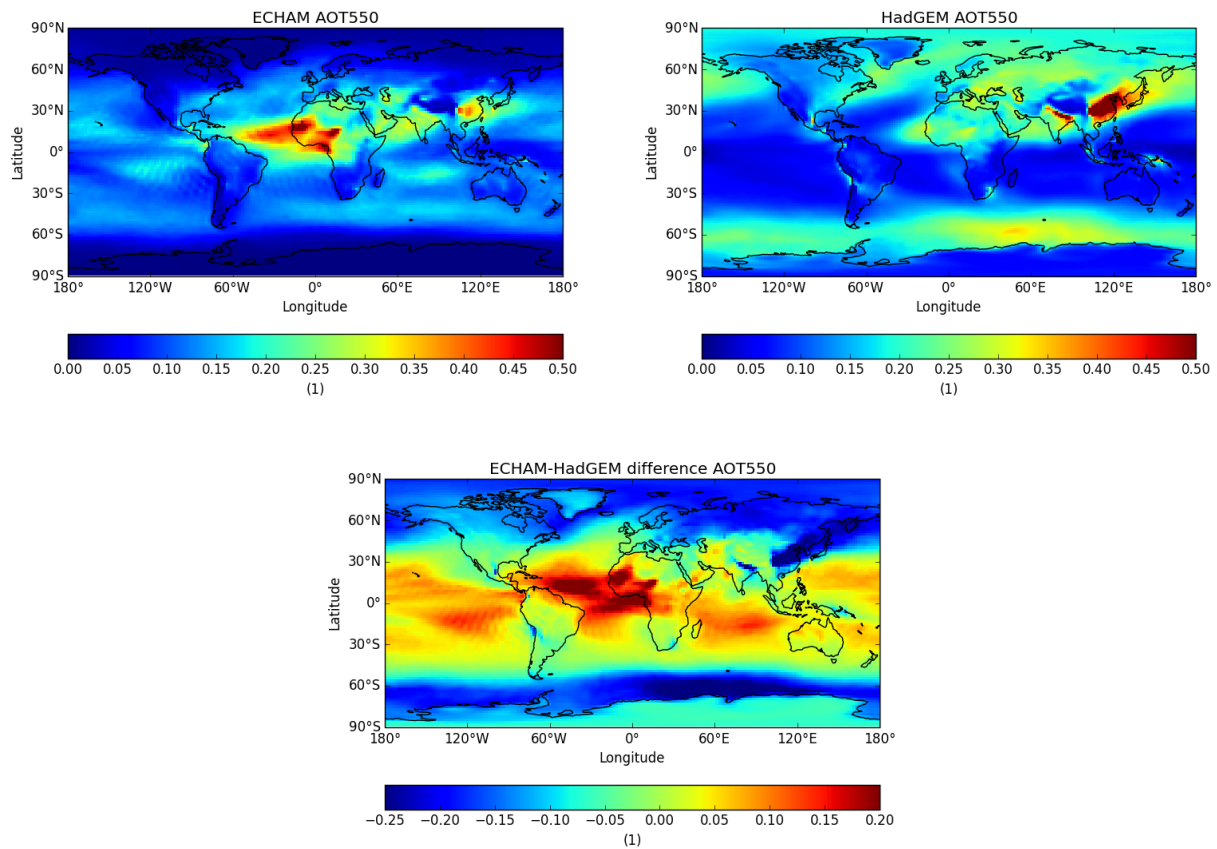 ECHAM AOT550
90°N
60°N
30°N
0°
30°S
60°S
90°S
Latitude
180° 120°W 60°W 0° 60°E 120°E 180°
Longitude
0.00 0.05 0.10 0.15 0.20 0.25 0.30 0.35 0.40 0.45 0.50
(1)
HadGEM AOT550
90°N
60°N
30°N
0°
30°S
60°S
90°S
Latitude
180° 120°W 60°W 0° 60°E 120°E 180°
Longitude
0.00 0.05 0.10 0.15 0.20 0.25 0.30 0.35 0.40 0.45 0.50
(1)
ECHAM-HadGEM difference AOT550
90°N
60°N
30°N
0°
30°S
60°S
90°S
Latitude
180° 120°W 60°W 0° 60°E 120°E 180°
Longitude
−0.25 −0.20 −0.15 −0.10 −0.05 0.00 0.05 0.10 0.15 0.20
(1)